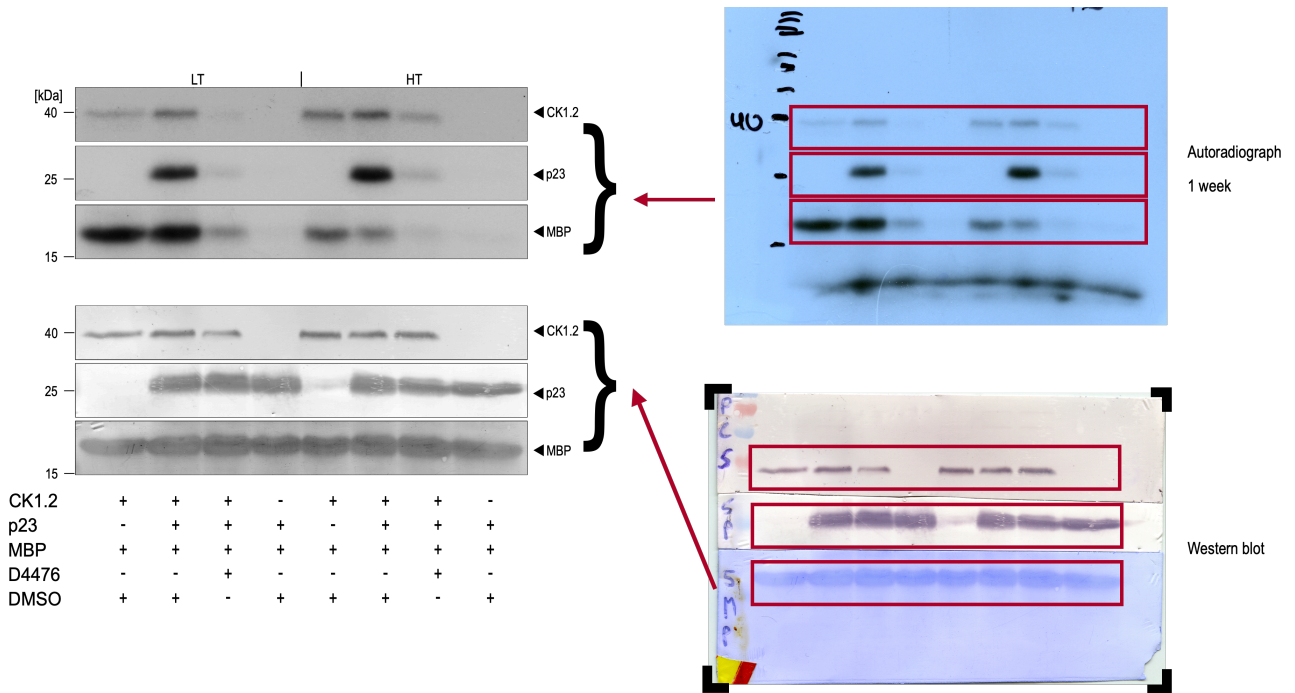 LT | HT
[kDa]
40
CK1.2
25
p23
MBP
15
40
CK1.2
25
p23
MBP
15
CK1.2 + + + - + + + -
p23 - + + + - + + +
MBP + + + + + + + +
D4476 - - + - - - + -
DMSO + + - + + + - +
40
Autoradiograph
1 week
P
C
S
S
P
S
M
P
Western blot